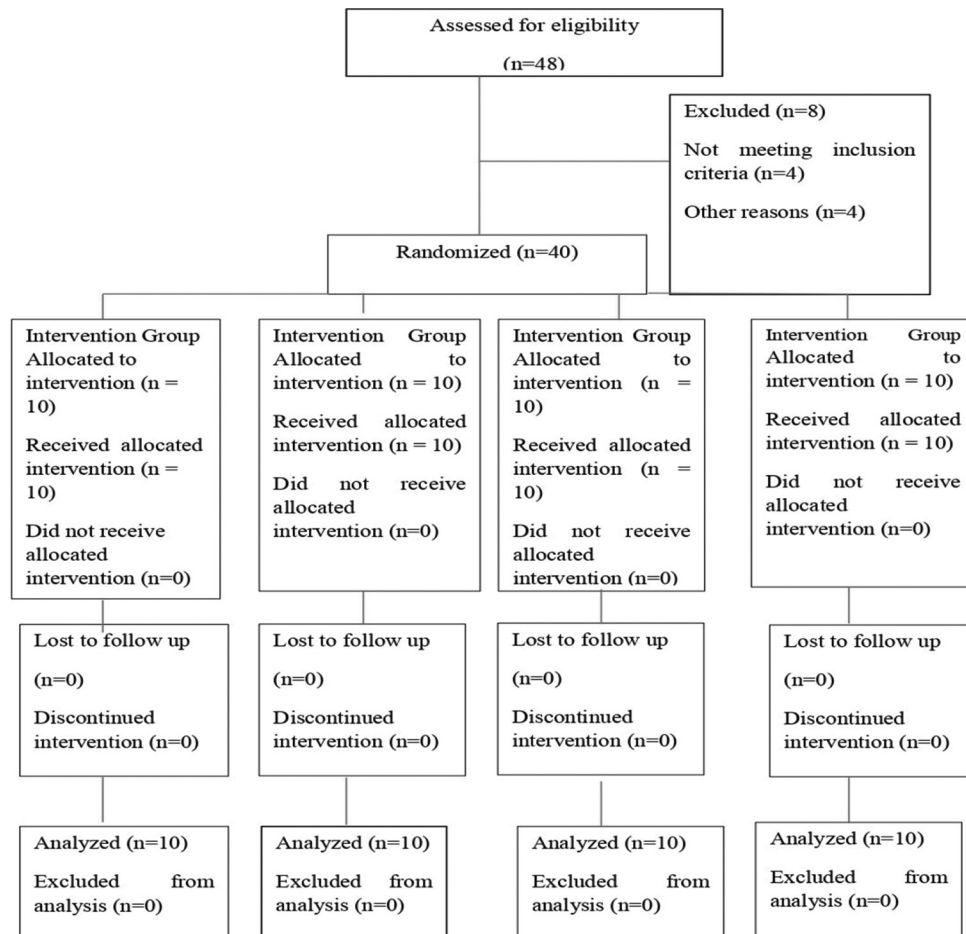 Assessed for eligibility
(n=48)
Excluded (n=8)
Not meeting inclusion
criteria (n=4)
Other reasons (n=4)
Randomized (n=40)
Intervention Group
Allocated to
intervention (n =
10)
Received allocated
intervention (n =
10)
Did not receive
allocated
intervention (n=0)
Intervention Group
Allocated to
intervention (n = 10)
Received allocated
intervention (n = 10)
Did not receive
allocated
intervention (n=0)
Intervention Group
Allocated to
intervention (n =
10)
Received allocated
intervention (n =
10)
Did not receive
allocated
intervention (n=0)
Intervention Group
Allocated to
intervention (n = 10)
Received allocated
intervention (n = 10)
Did not receive
allocated
intervention (n=0)
Lost to follow up
(n=0)
Discontinued
intervention (n=0)
Lost to follow up
(n=0)
Discontinued
intervention (n=0)
Lost to follow up
(n=0)
Discontinued
intervention (n=0)
Lost to follow up
(n=0)
Discontinued
intervention (n=0)
Analyzed (n=10)
Excluded from
analysis (n=0)
Analyzed (n=10)
Excluded from
analysis (n=0)
Analyzed (n=10)
Excluded from
analysis (n=0)
Analyzed (n=10)
Excluded from
analysis (n=0)